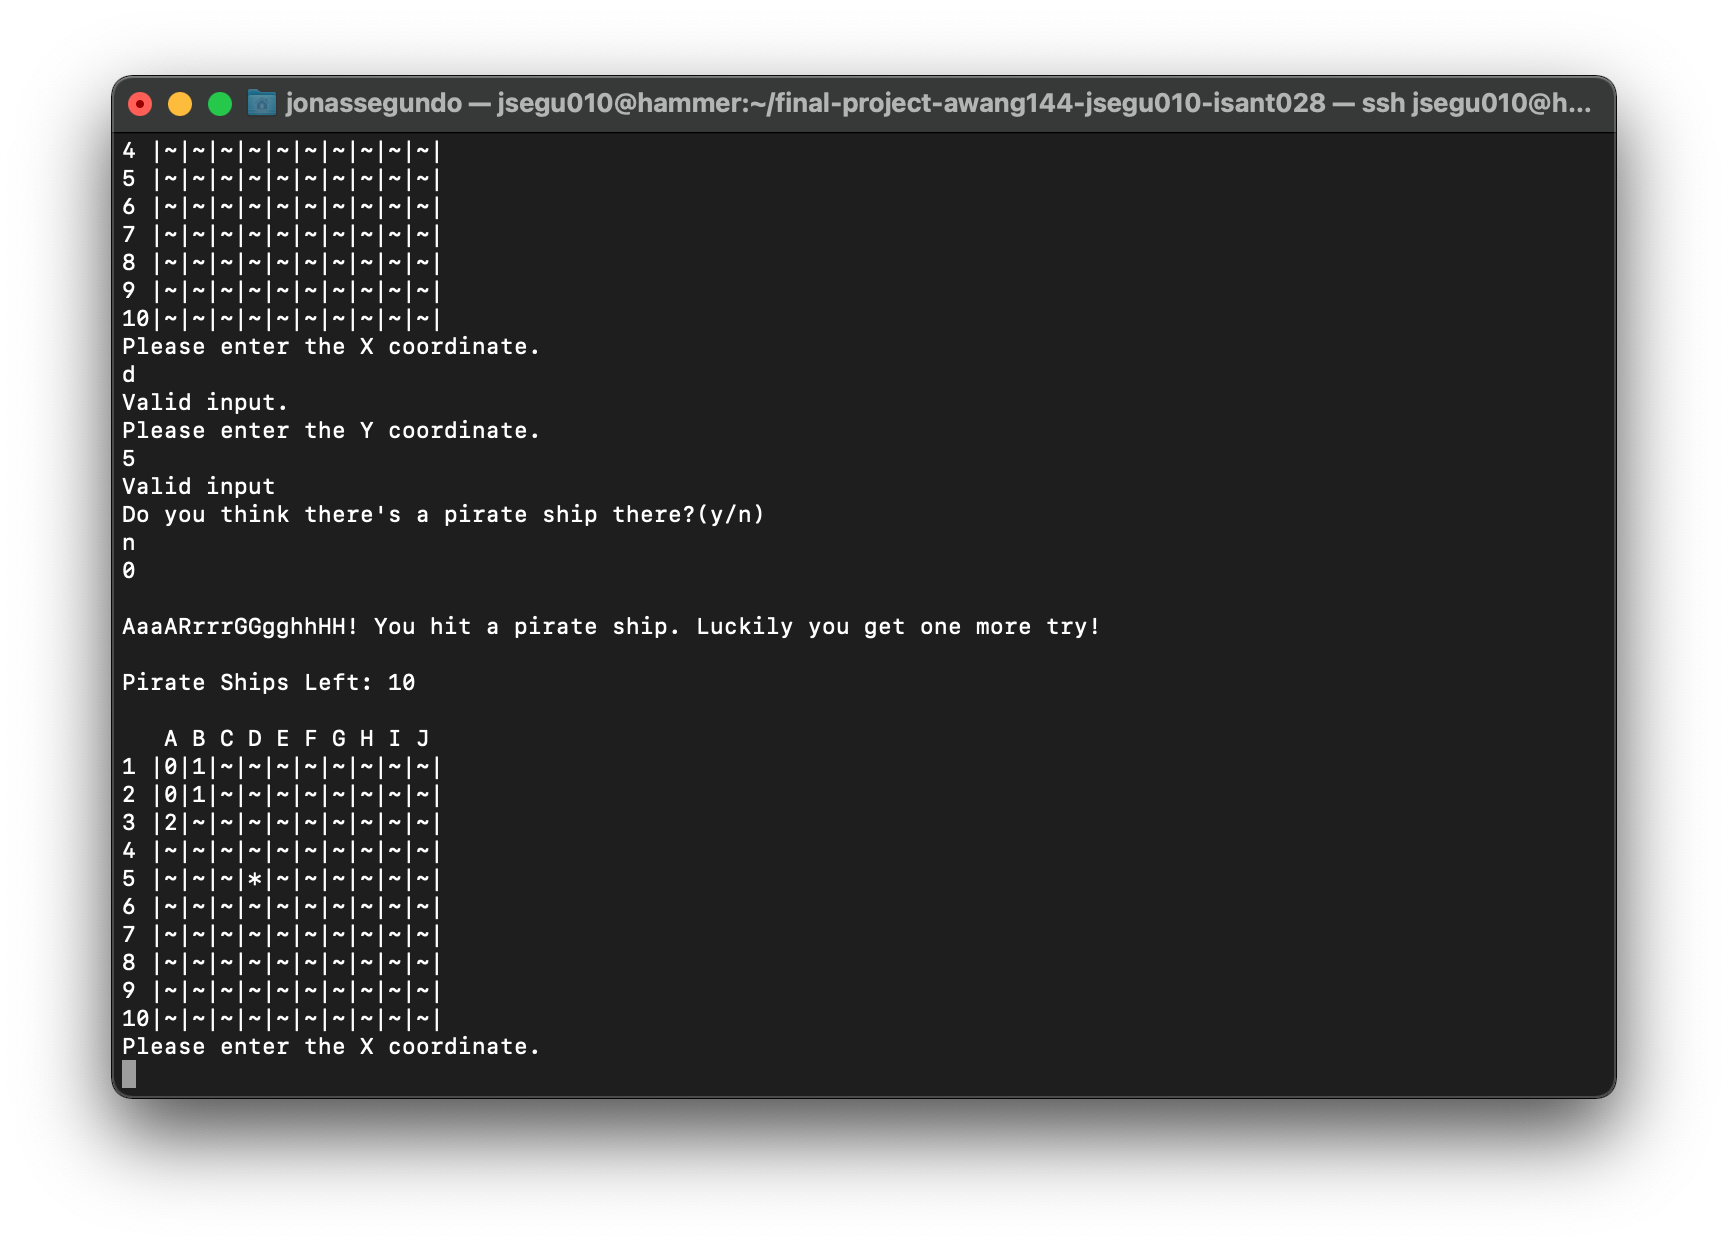 jonassegundo — jsegu010@hammer:~/final-project-awang144-jsegu010-isant028 — ssh jsegu010@h...
4 |~|~|~|~|~|~|~|~|~|~|
5 |~|~|~|~|~|~|~|~|~|~|
6 |~|~|~|~|~|~|~|~|~|~|
7 |~|~|~|~|~|~|~|~|~|~|
8 |~|~|~|~|~|~|~|~|~|~|
9 |~|~|~|~|~|~|~|~|~|~|
10|~|~|~|~|~|~|~|~|~|~|
Please enter the X coordinate.
d
Valid input.
Please enter the Y coordinate.
5
Valid input
Do you think there's a pirate ship there?(y/n)
n
0
AaaARrrrGGgghhHH! You hit a pirate ship. Luckily you get one more try!
Pirate Ships Left: 10
   A B C D E F G H I J
1 |0|1|~|~|~|~|~|~|~|~|
2 |0|1|~|~|~|~|~|~|~|~|
3 |2|~|~|~|~|~|~|~|~|~|
4 |~|~|~|~|~|~|~|~|~|~|
5 |~|~|~|*|~|~|~|~|~|~|
6 |~|~|~|~|~|~|~|~|~|~|
7 |~|~|~|~|~|~|~|~|~|~|
8 |~|~|~|~|~|~|~|~|~|~|
9 |~|~|~|~|~|~|~|~|~|~|
10|~|~|~|~|~|~|~|~|~|~|
Please enter the X coordinate.